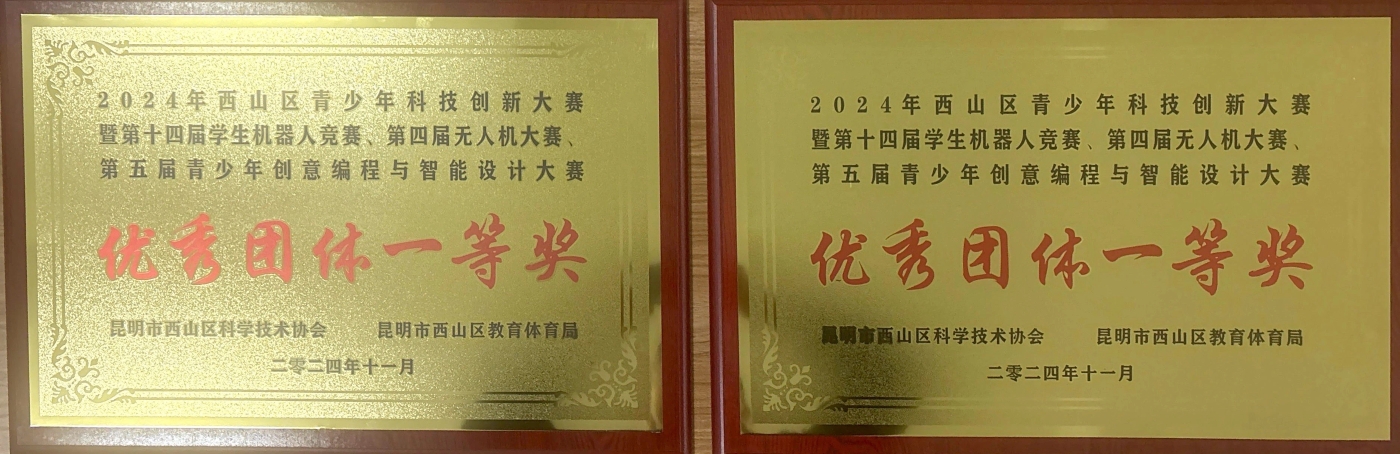 2024年西山区青少年科技创新大赛
暨第十四届学生机器人竞赛、第四届无人机大赛、
第五届青少年创意编程与智能设计大赛
优秀团体一等奖
昆明市西山区科学技术协会 昆明市西山区教育体育局
二零二四年十一月
2024年西山区青少年科技创新大赛
暨第十四届学生机器人竞赛、第四届无人机大赛、
第五届青少年创意编程与智能设计大赛
优秀团体一等奖
昆明市西山区科学技术协会 昆明市西山区教育体育局
二零二四年十一月